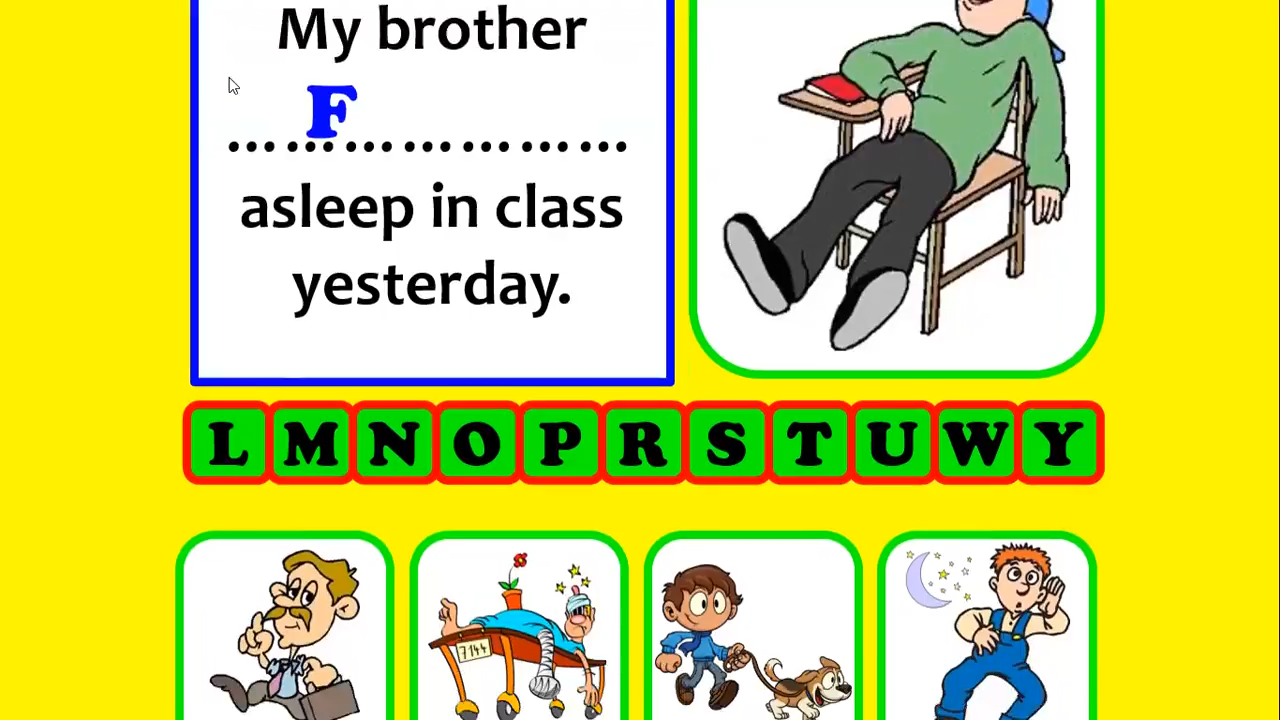 My brother
F
………………………………
asleep in class
yesterday.
L M N O P R S T U W Y
7144